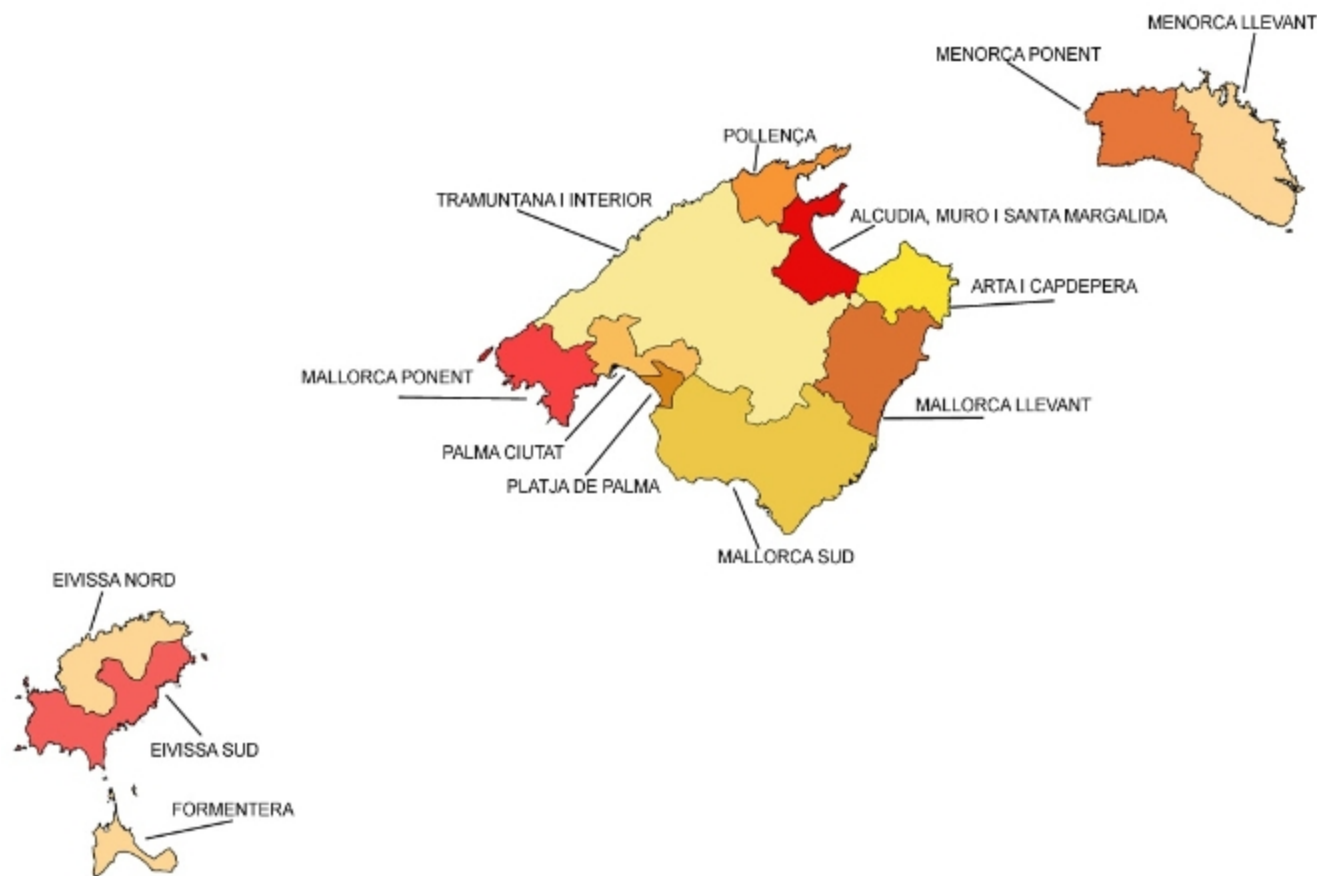 MENORCA LLEVANT
MENORCA PONENT
POLLENÇA
TRAMUNTANA I INTERIOR
ALCUDIA, MURO I SANTA MARGALIDA
ARTA I CAPDEPERA
MALLORCA PONENT
MALLORCA LLEVANT
PALMA CIUTAT
PLATJA DE PALMA
MALLORCA SUD
EIVISSA NORD
EIVISSA SUD
FORMENTERA